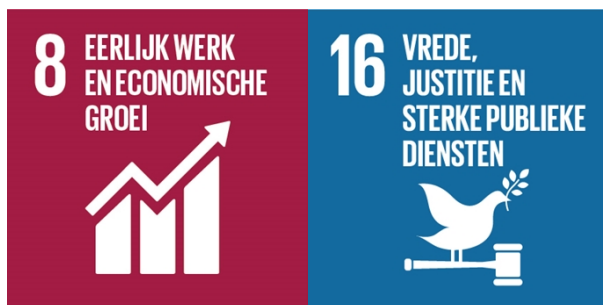 8 EERLIJK WERK
EN ECONOMISCHE
GROEI
16 VREDE,
JUSTITIE EN
STERKE PUBLIEKE
DIENSTEN